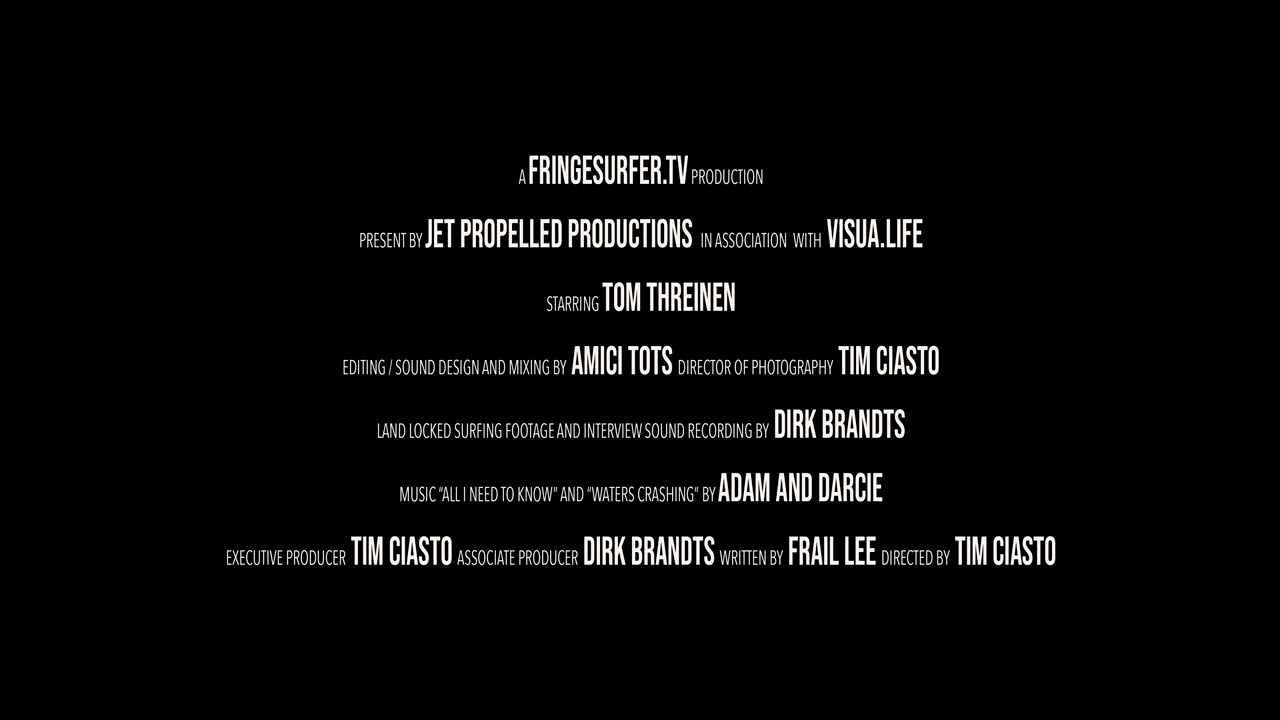 A FRINGESURFER.TV PRODUCTION
PRESENT BY JET PROPELLED PRODUCTIONS IN ASSOCIATION WITH VISUA.LIFE
STARRING TOM THREINEN
EDITING / SOUND DESIGN AND MIXING BY AMICI TOTS DIRECTOR OF PHOTOGRAPHY TIM CIASTO
LAND LOCKED SURFING FOOTAGE AND INTERVIEW SOUND RECORDING BY DIRK BRANDTS
MUSIC “ALL I NEED TO KNOW” AND “WATERS CRASHING” BY ADAM AND DARCIE
EXECUTIVE PRODUCER TIM CIASTO ASSOCIATE PRODUCER DIRK BRANDTS WRITTEN BY FRAIL LEE DIRECTED BY TIM CIASTO